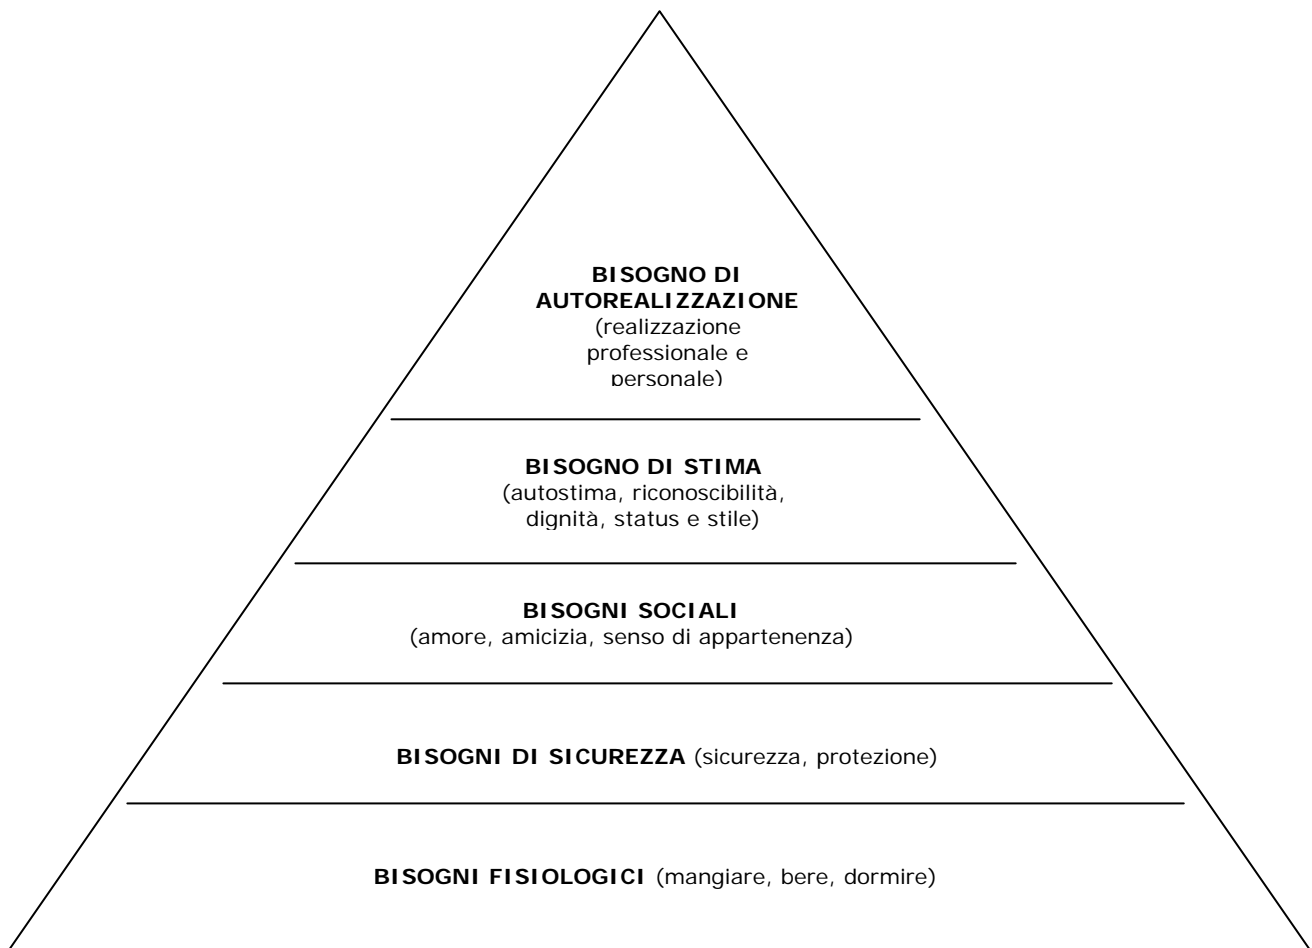 BISOGNO DI
AUTOREALIZZAZIONE
(realizzazione
professionale e
personale)
BISOGNO DI STIMA
(autostima, riconoscibilità,
dignità, status e stile)
BISOGNI SOCIALI
(amore, amicizia, senso di appartenenza)
BISOGNI DI SICUREZZA (sicurezza, protezione)
BISOGNI FISIOLOGICI (mangiare, bere, dormire)